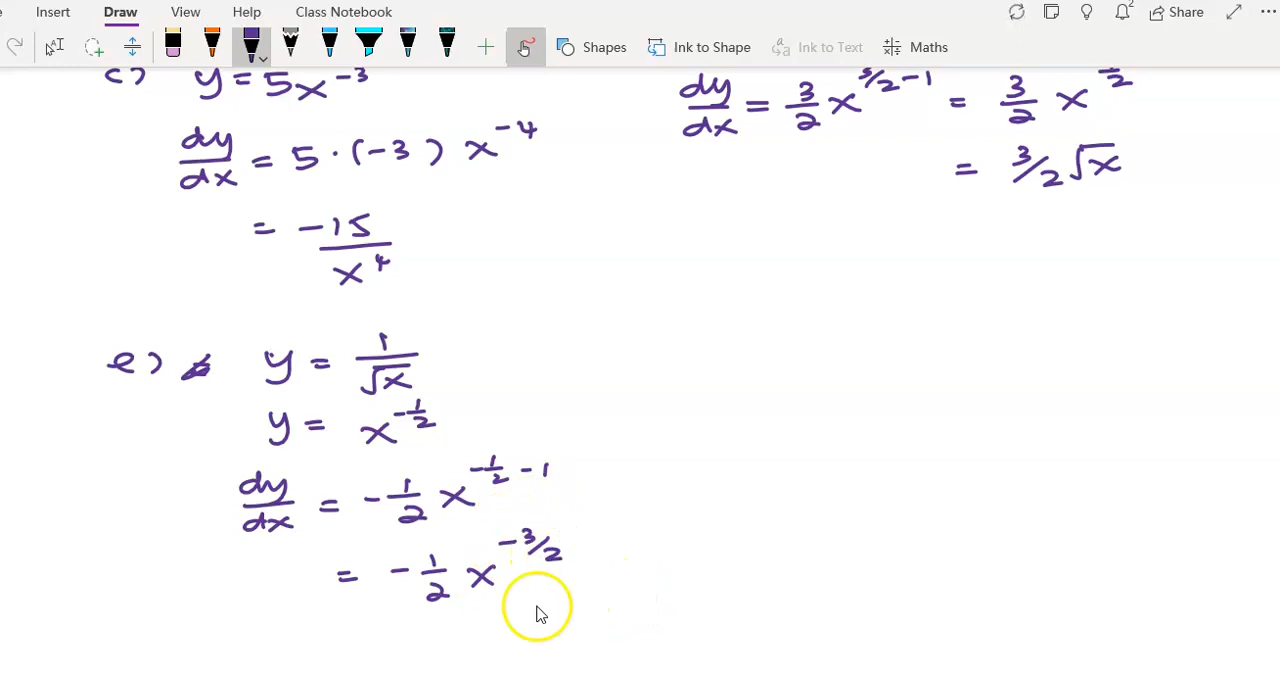 Insert Draw View Help Class Notebook Share
Shapes Ink to Shape Ink to Text Maths
c) y = 5x^-3
dy/dx = 5 · (-3) x^-4
= -15/x^4
dy/dx = 3/2 x^3/2 - 1 = 3/2 x^1/2
= 3/2 √x
e) y = 1/√x
y = x^-1/2
dy/dx = -1/2 x^-1/2 - 1
= -1/2 x^-3/2